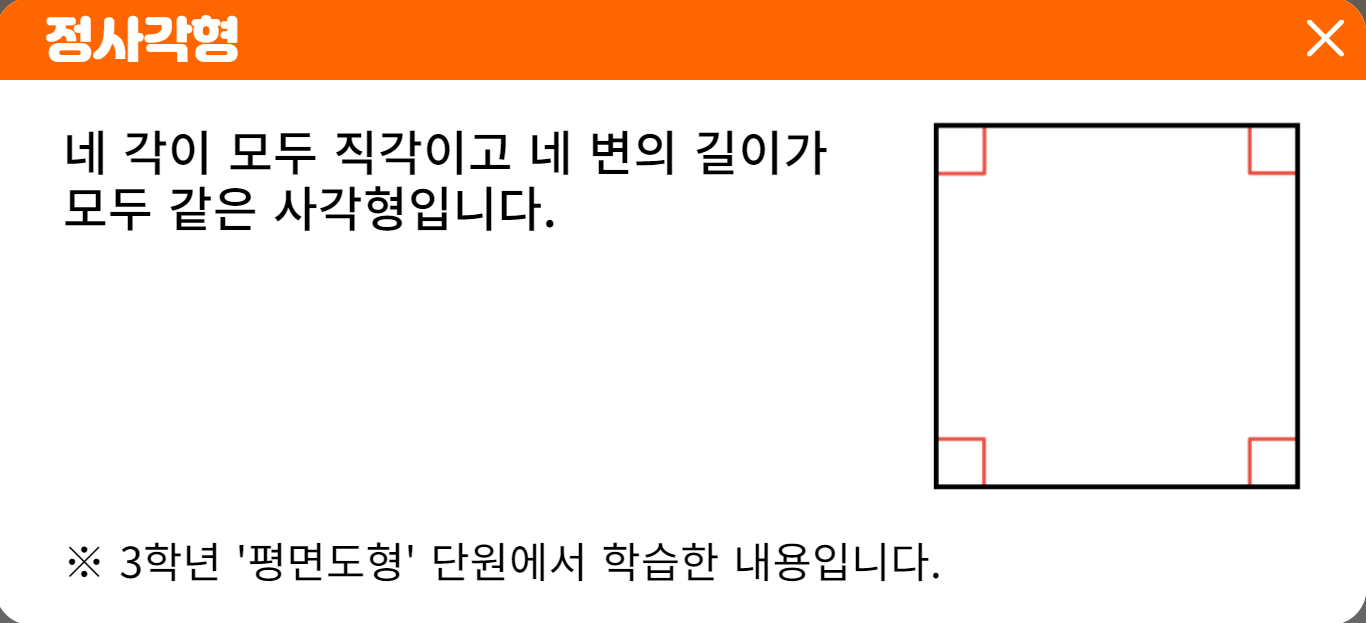 정사각형
네 각이 모두 직각이고 네 변의 길이가
모두 같은 사각형입니다.
※ 3학년 '평면도형' 단원에서 학습한 내용입니다.